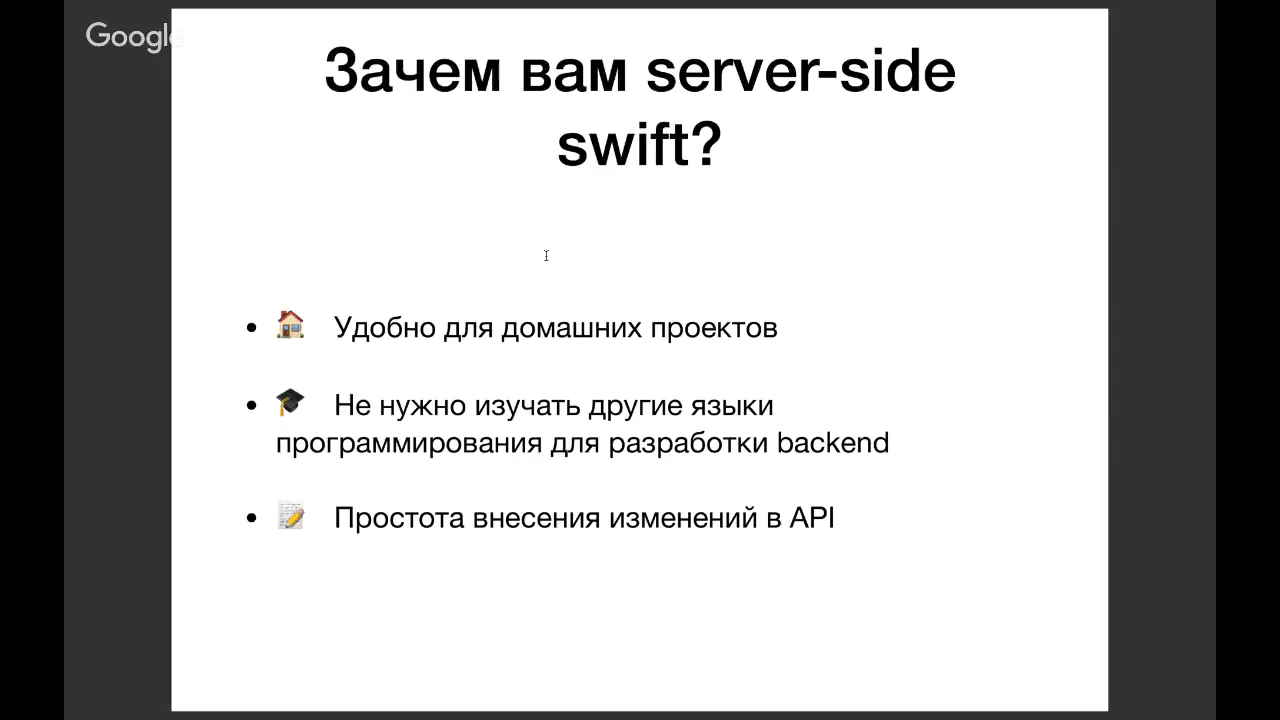 Google
Зачем вам server-side
swift?
• 🏠 Удобно для домашних проектов
• 🎓 Не нужно изучать другие языки
программирования для разработки backend
• 📝 Простота внесения изменений в API